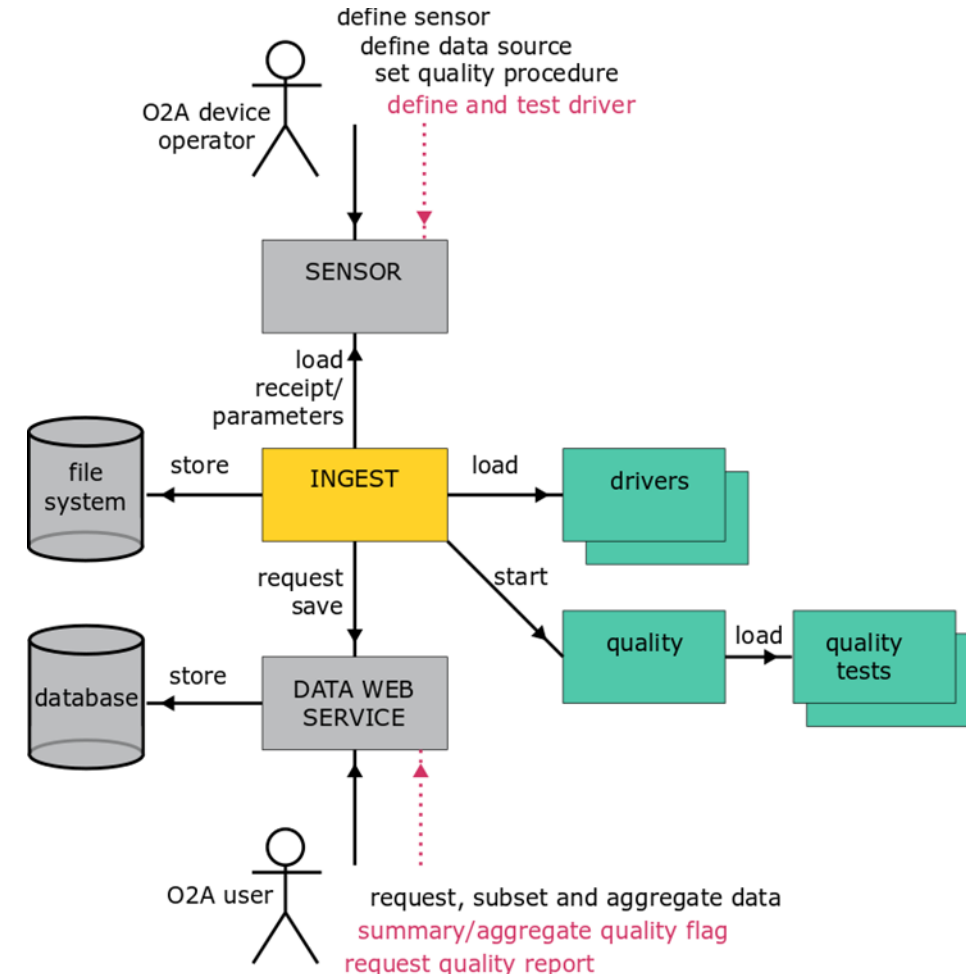 define sensor
define data source
set quality procedure
define and test driver
O2A device
operator
SENSOR
load
receipt/
parameters
file
system
store
INGEST
load
drivers
request
save
start
quality
load
quality
tests
database
store
DATA WEB
SERVICE
O2A user
request, subset and aggregate data
summary/aggregate quality flag
request quality report